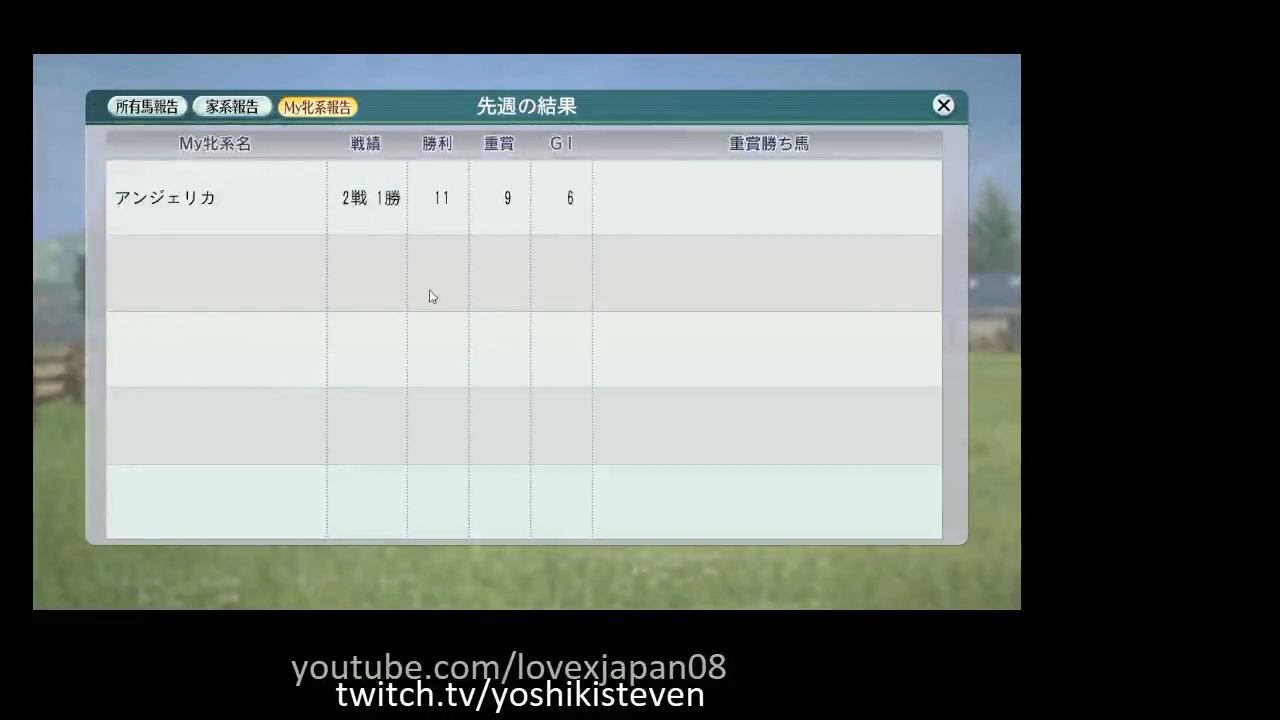 所有馬報告 家系報告 My牝系報告 先週の結果
My牝系名 戦績 勝利 重賞 GⅠ 重賞勝ち馬
アンジェリカ 2戦 1勝 11 9 6
youtube.com/lovexjapan08
twitch.tv/yoshikisteven